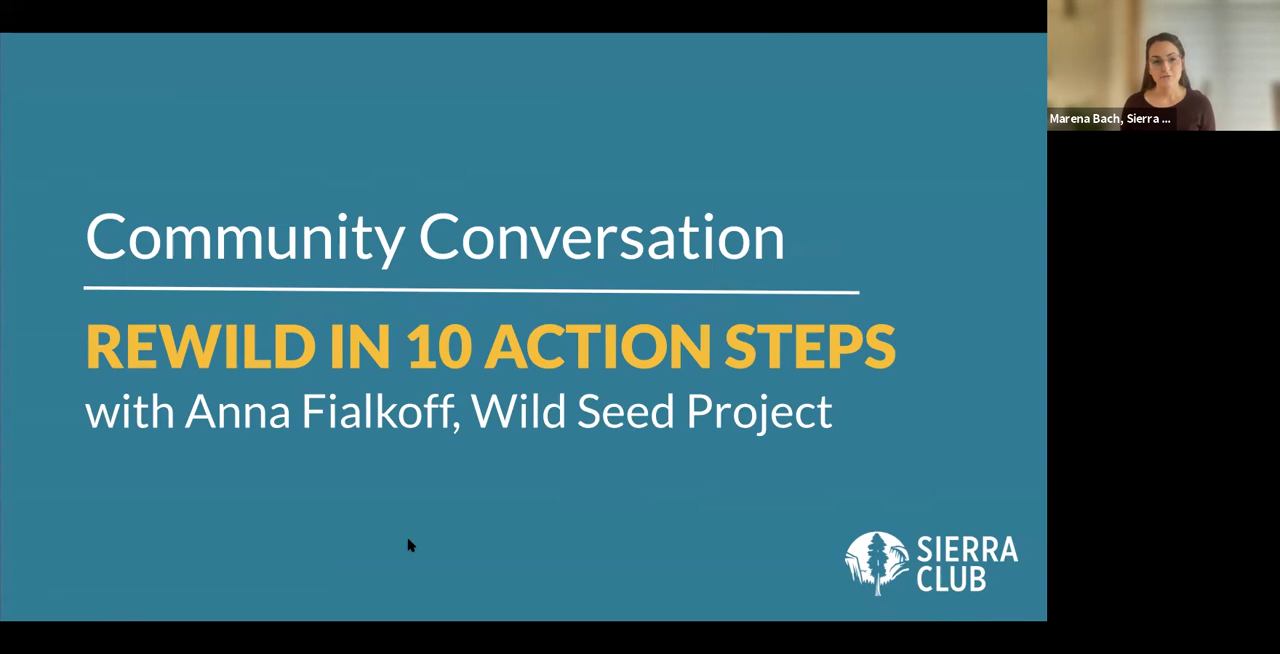 Community Conversation
REWILD IN 10 ACTION STEPS
with Anna Fialkoff, Wild Seed Project
SIERRA
CLUB
Marena Bach, Sierra ...